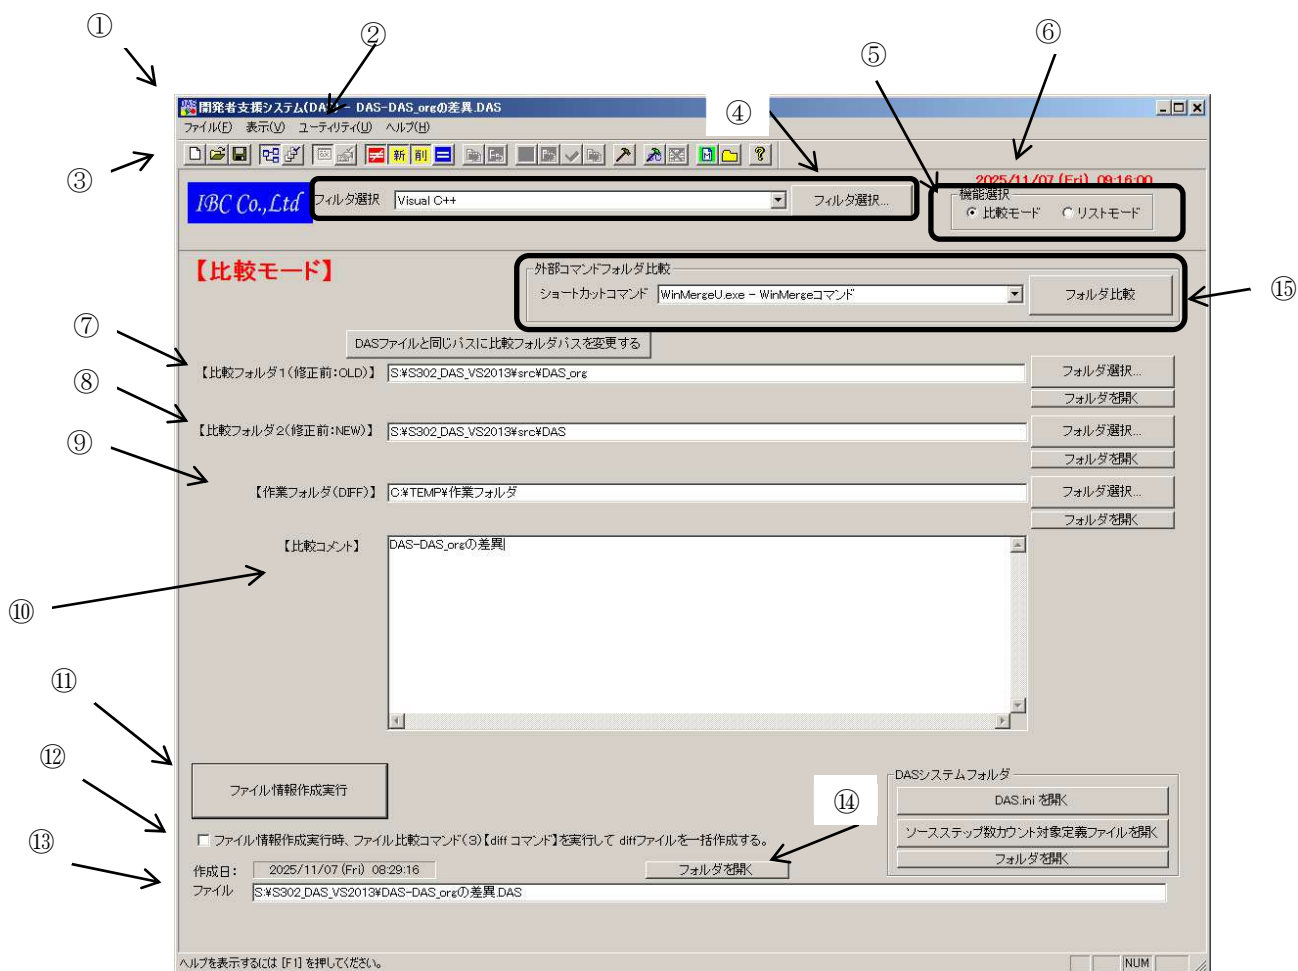 ①
②
⑥
⑤
開発者支援システム(DAS) - DAS-DAS_orgの差異.DAS
④
ファイル(F) 表示(V) ユーティリティ(U) ヘルプ(H)
③
新 削
2025/11/07 (Fri) 09:16:00
IBC Co.,Ltd
フィルタ選択 Visual C++ フィルタ選択...
機能選択
比較モード リストモード
【比較モード】
外部コマンドフォルダ比較
ショートカットコマンド WinMergeU.exe - WinMergeコマンド フォルダ比較
⑮
⑦
DASファイルと同じパスに比較フォルダパスを変更する
【比較フォルダ1(修正前:OLD)】 S:¥S302_DAS_VS2013¥src¥DAS_org フォルダ選択...
⑧
フォルダを開く
【比較フォルダ2(修正前:NEW)】 S:¥S302_DAS_VS2013¥src¥DAS フォルダ選択...
⑨
フォルダを開く
【作業フォルダ(DIFF)】 C:¥TEMP¥作業フォルダ フォルダ選択...
フォルダを開く
【比較コメント】 DAS-DAS_orgの差異
⑩
⑪
⑫
DASシステムフォルダ
ファイル情報作成実行
⑭
DAS.ini を開く
⑬
ファイル情報作成実行時、ファイル比較コマンド(3)【diff コマンド】を実行して diffファイルを一括作成する。
ソースステップ数カウント対象定義ファイルを開く
フォルダを開く
作成日: 2025/11/07 (Fri) 08:29:16 フォルダを開く
ファイル S:¥S302_DAS_VS2013¥DAS-DAS_orgの差異.DAS
ヘルプを表示するには [F1] を押してください。 NUM